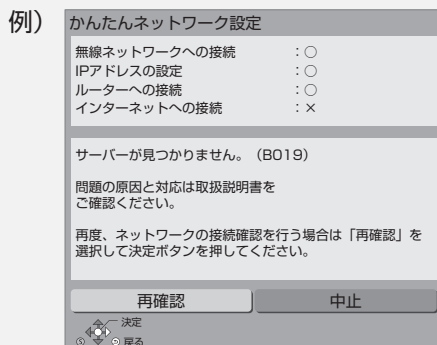 例)
かんたんネットワーク設定
無線ネットワークへの接続 :○
IPアドレスの設定 :○
ルーターへの接続 :○
インターネットへの接続 :×
サーバーが見つかりません。(B019)
問題の原因と対応は取扱説明書を
ご確認ください。
再度、ネットワークの接続確認を行う場合は「再確認」を
選択して決定ボタンを押してください。
再確認 中止
決定
戻る